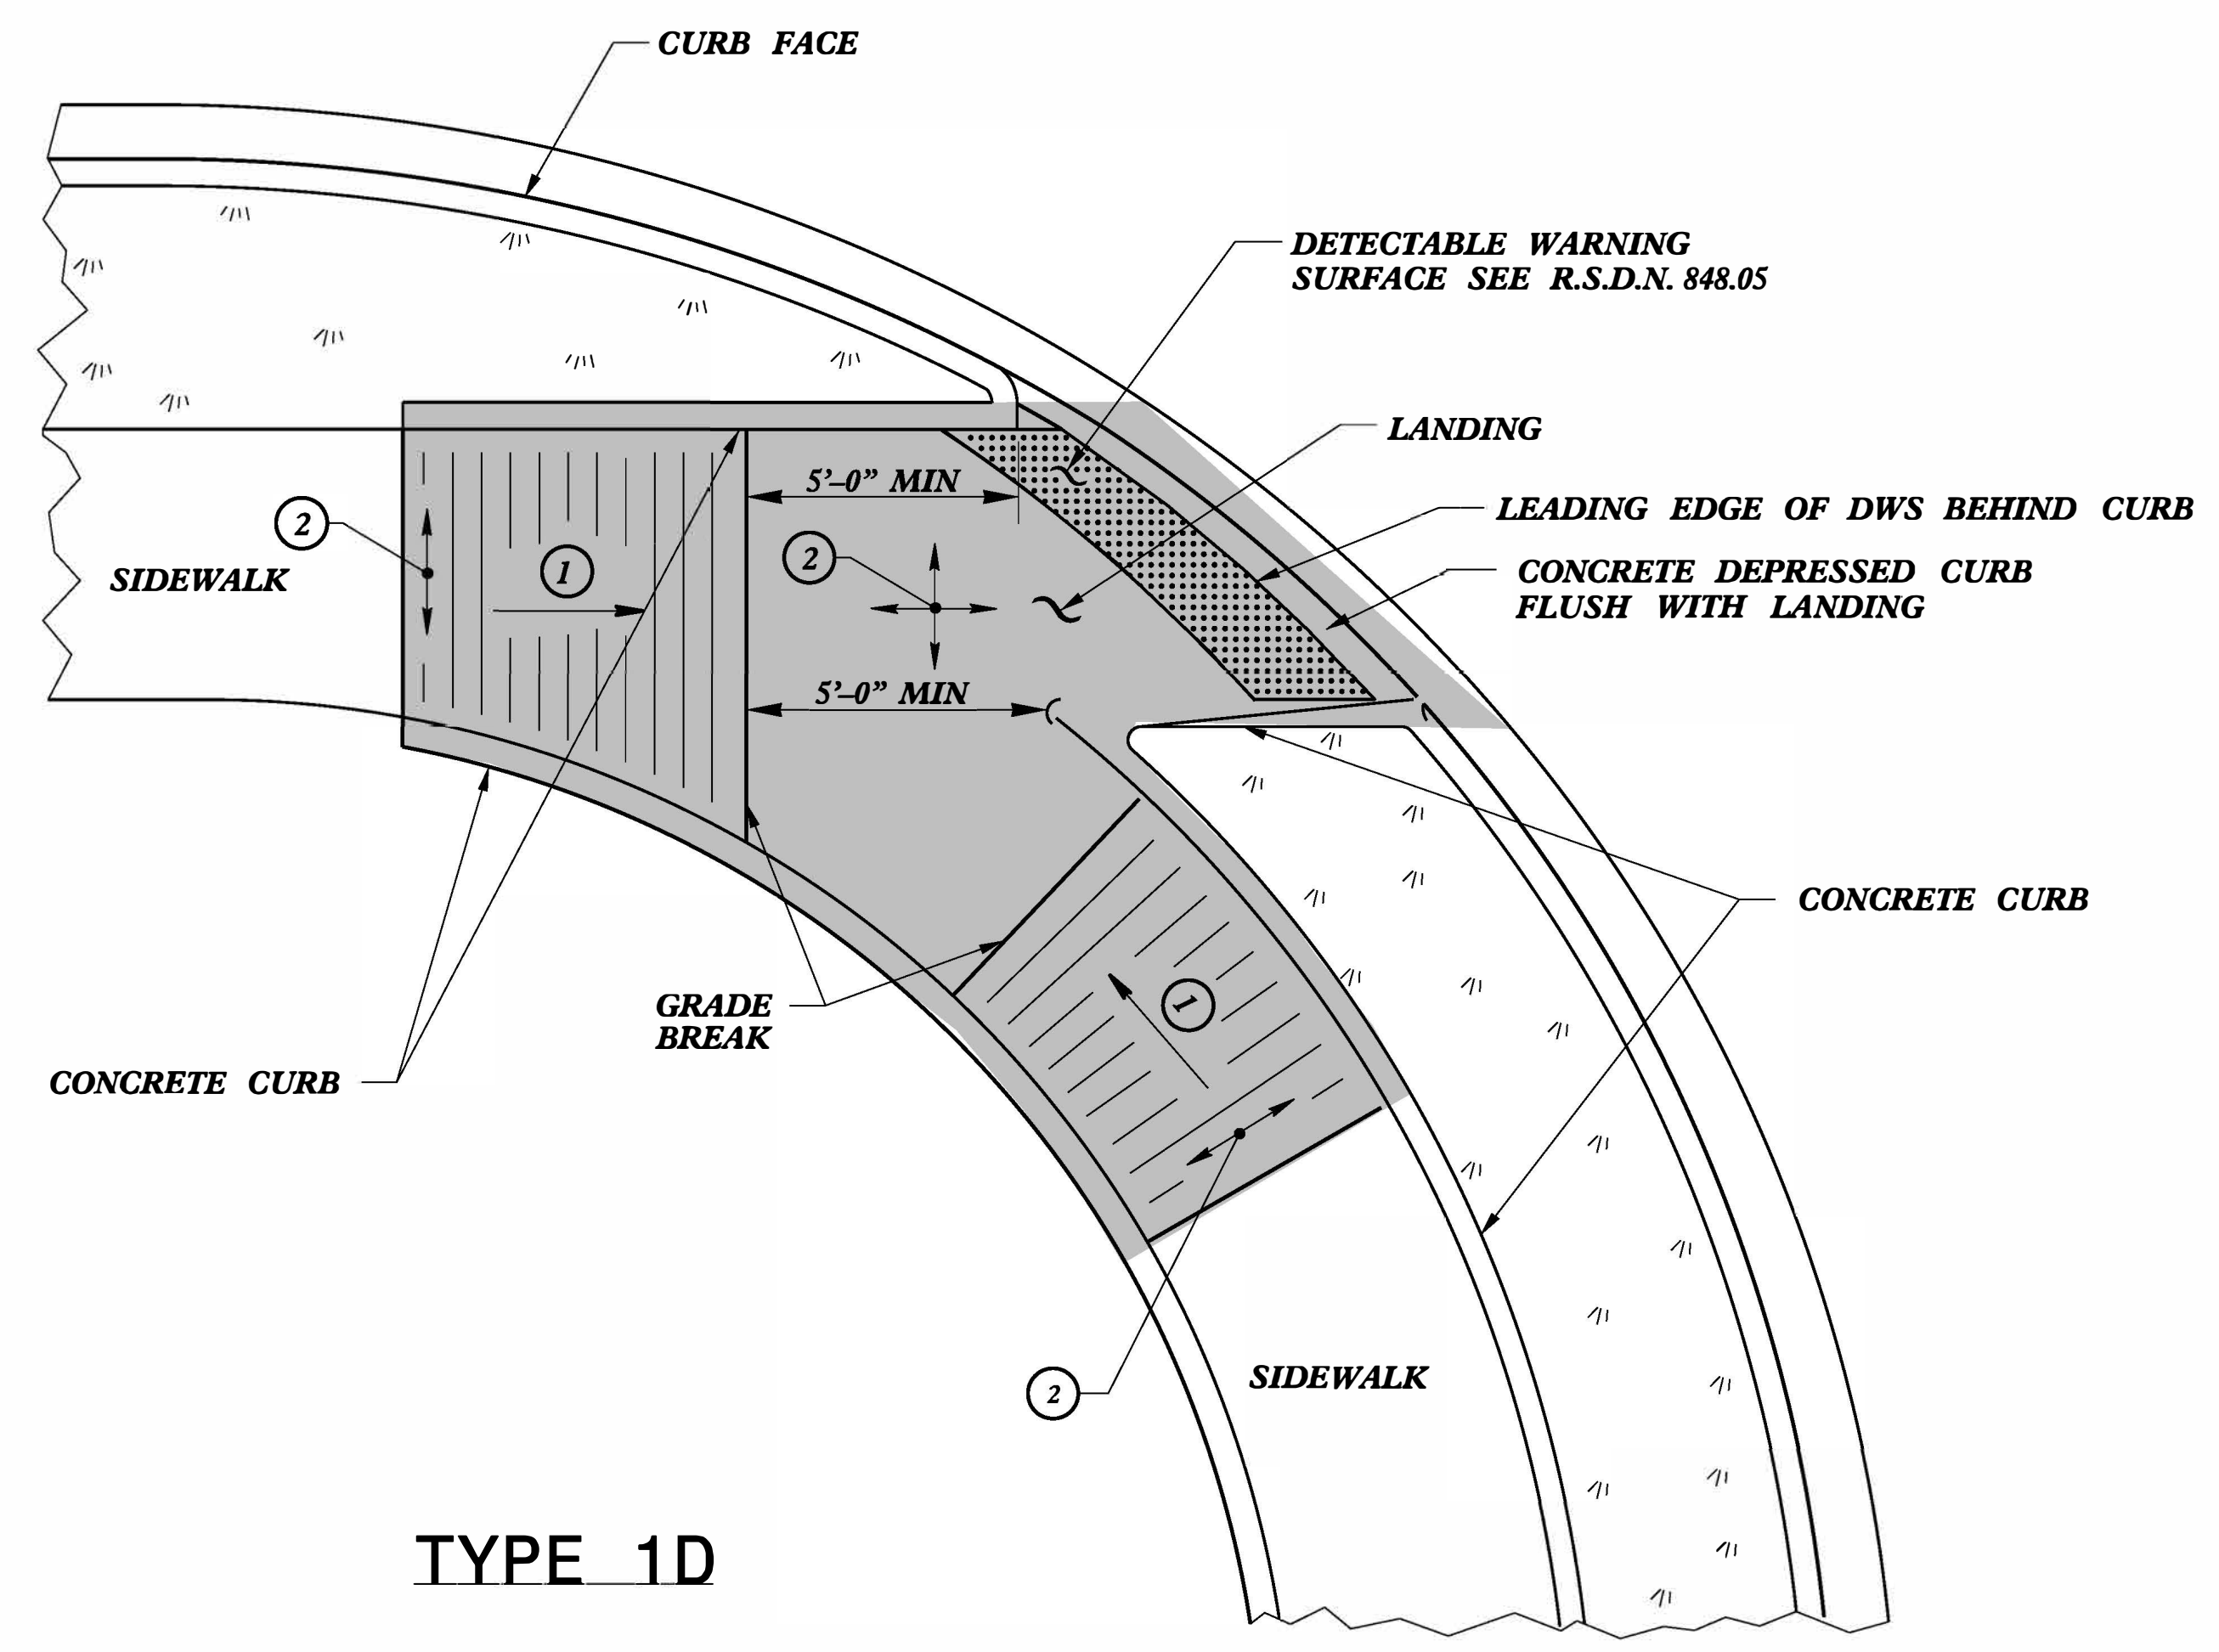 CURB FACE
DETECTABLE WARNING
SURFACE SEE R.S.D.N. 848.05
LANDING
5'-0" MIN
LEADING EDGE OF DWS BEHIND CURB
2
1
2
SIDEWALK
CONCRETE DEPRESSED CURB
FLUSH WITH LANDING
5'-0" MIN
CONCRETE CURB
GRADE
BREAK
1
CONCRETE CURB
2
SIDEWALK
TYPE 1D